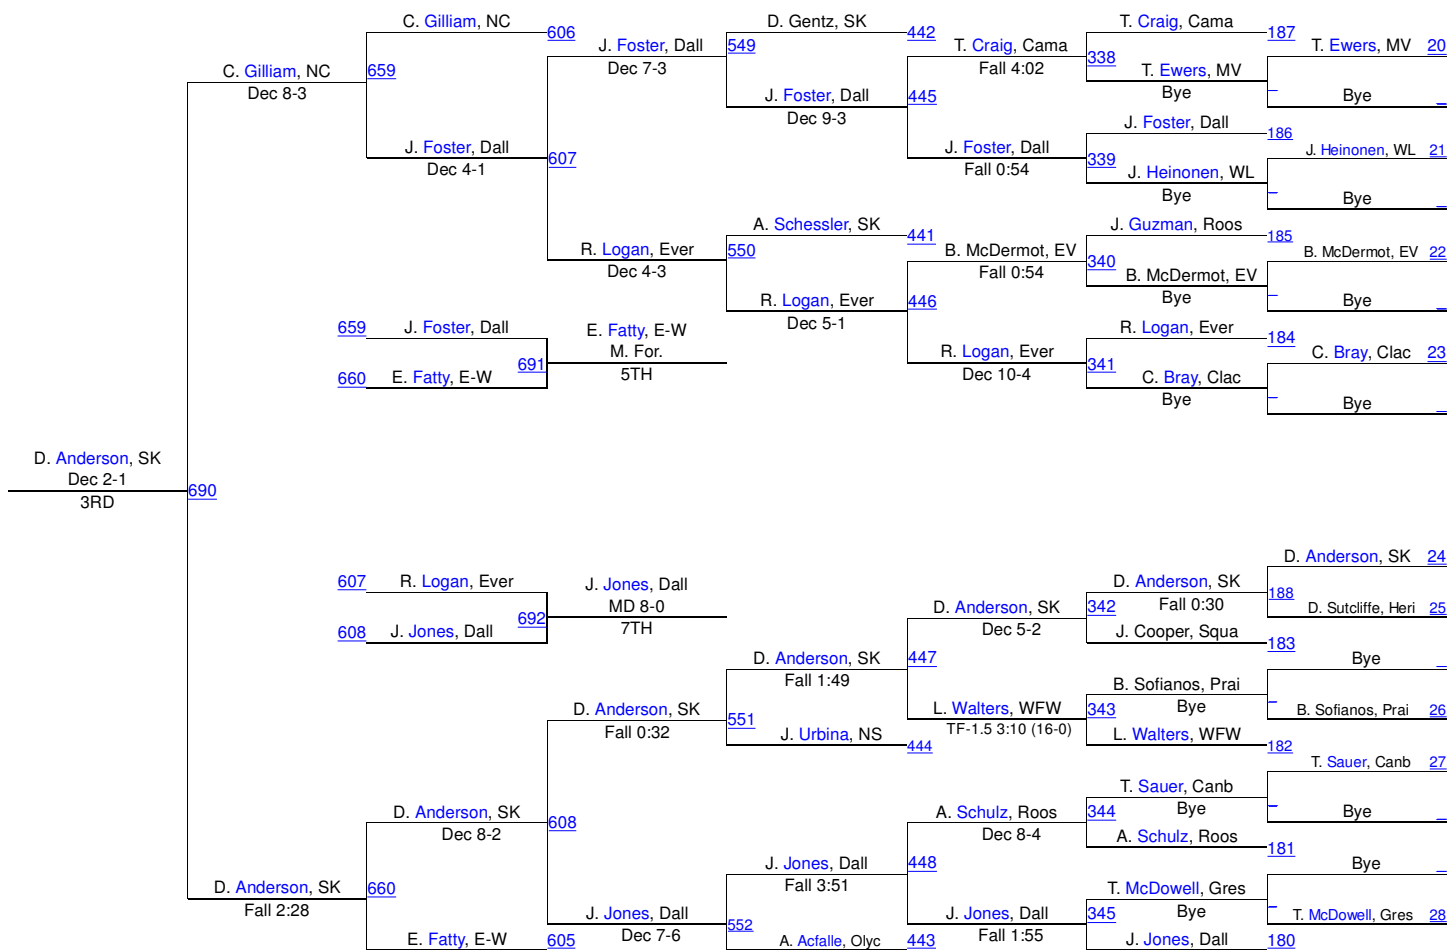 C. Gilliam, NC
606
D. Gentz, SK
442
T. Craig, Cama
187
T. Ewers, MV 20
J. Foster, Dall
549
Dec 7-3
T. Craig, Cama
338
Fall 4:02
C. Gilliam, NC
659
Dec 8-3
T. Ewers, MV
Bye
_
Bye _
J. Foster, Dall
445
Dec 9-3
J. Foster, Dall
186
J. Foster, Dall
607
Dec 4-1
J. Foster, Dall
339
Fall 0:54
J. Heinonen, WL 21
J. Heinonen, WL
Bye
_
Bye _
A. Schessler, SK
441
J. Guzman, Roos
185
R. Logan, Ever
550
Dec 4-3
B. McDermot, EV
340
Fall 0:54
B. McDermot, EV 22
B. McDermot, EV
Bye
_
Bye _
R. Logan, Ever
446
Dec 5-1
659 J. Foster, Dall
E. Fatty, E-W
M. For.
5TH
691
660 E. Fatty, E-W
R. Logan, Ever
184
R. Logan, Ever
341
Dec 10-4
C. Bray, Clac 23
C. Bray, Clac
Bye
_
Bye _
D. Anderson, SK
Dec 2-1
3RD
690
D. Anderson, SK 24
607 R. Logan, Ever
J. Jones, Dall
MD 8-0
7TH
692
608 J. Jones, Dall
D. Anderson, SK
188
Fall 0:30
D. Sutcliffe, Heri 25
D. Anderson, SK
342
Dec 5-2
J. Cooper, Squa
183
D. Anderson, SK
447
Fall 1:49
Bye _
B. Sofianos, Prai
Bye
_
B. Sofianos, Prai 26
D. Anderson, SK
551
Fall 0:32
L. Walters, WFW
343
TF-1.5 3:10 (16-0)
J. Urbina, NS
444
L. Walters, WFW
182
T. Sauer, Canb 27
T. Sauer, Canb
Bye
_
Bye _
D. Anderson, SK
608
Dec 8-2
A. Schulz, Roos
344
Dec 8-4
A. Schulz, Roos
181
J. Jones, Dall
448
Fall 3:51
Bye _
D. Anderson, SK
660
Fall 2:28
T. McDowell, Gres
Bye
_
T. McDowell, Gres 28
J. Jones, Dall
552
Dec 7-6
J. Jones, Dall
345
Fall 1:55
E. Fatty, E-W
605
A. Acfalle, Olyc
443
J. Jones, Dall
180